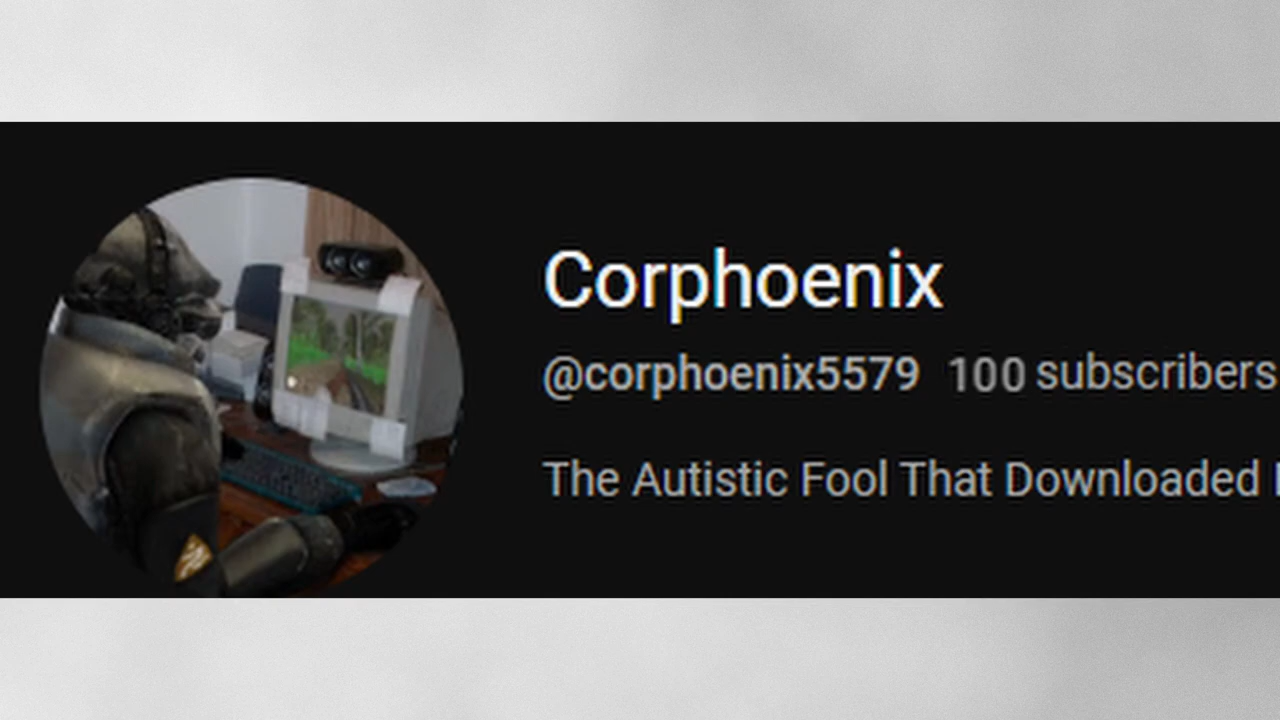 Corphoenix
@corphoenix5579 100 subscribers
The Autistic Fool That Downloaded